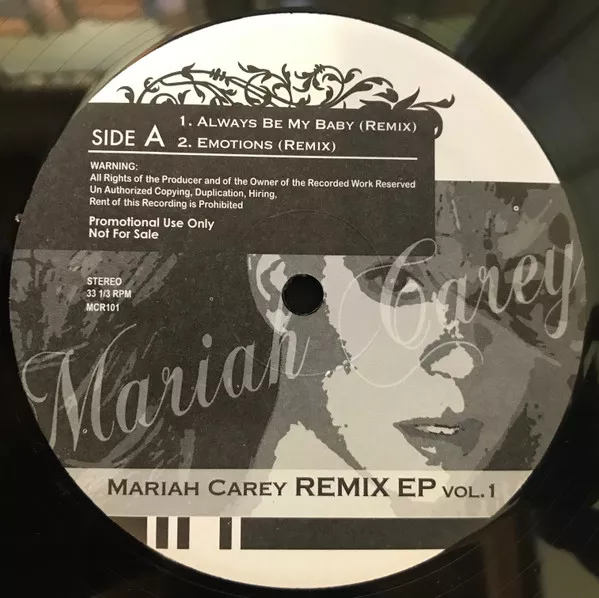 SIDE A
1. ALWAYS BE MY BABY (REMIX)
2. EMOTIONS (REMIX)
WARNING:
All Rights of the Producer and of the Owner of the Recorded Work Reserved
Un Authorized Copying, Duplication, Hiring,
Rent of this Recording is Prohibited
Promotional Use Only
Not For Sale
STEREO
33 1/3 RPM
MCR101
Mariah Carey
MARIAH CAREY REMIX EP VOL.1